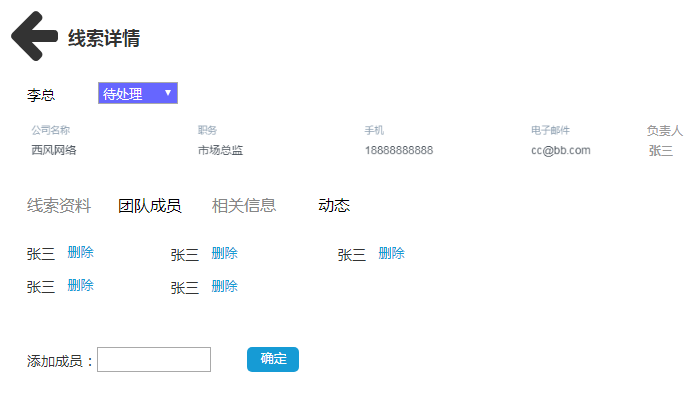 线索详情
李总 待处理
公司名称 职务 手机 电子邮件 负责人
西风网络 市场总监 18888888888 cc@bb.com 张三
线索资料 团队成员 相关信息 动态
张三 删除 张三 删除 张三 删除
张三 删除 张三 删除
添加成员： 确定